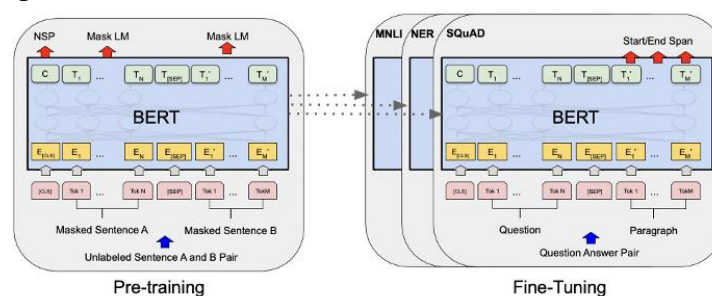 NSP Mask LM Mask LM
C T1 ... TN T[SEP] T1' ... TM'
BERT
E[CLS] E1 ... EN E[SEP] E1' ... EM'
[CLS] Tok 1 ... Tok N [SEP] Tok 1 ... TokM
Masked Sentence A Masked Sentence B
Unlabeled Sentence A and B Pair
Pre-training
MNLI NER SQuAD
Start/End Span
C T1 ... TN T[SEP] T1' ... TM'
BERT
E[CLS] E1 ... EN E[SEP] E1' ... EM'
[CLS] Tok 1 ... Tok N [SEP] Tok 1 ... TokM
Question Paragraph
Question Answer Pair
Fine-Tuning